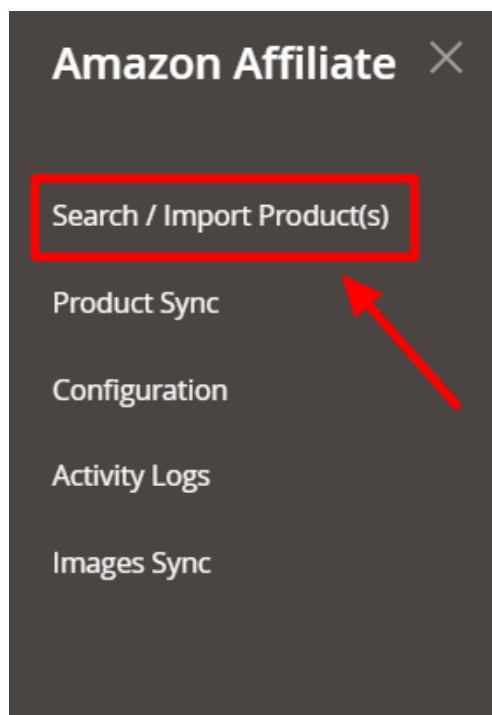 Amazon Affiliate
Search / Import Product(s)
Product Sync
Configuration
Activity Logs
Images Sync